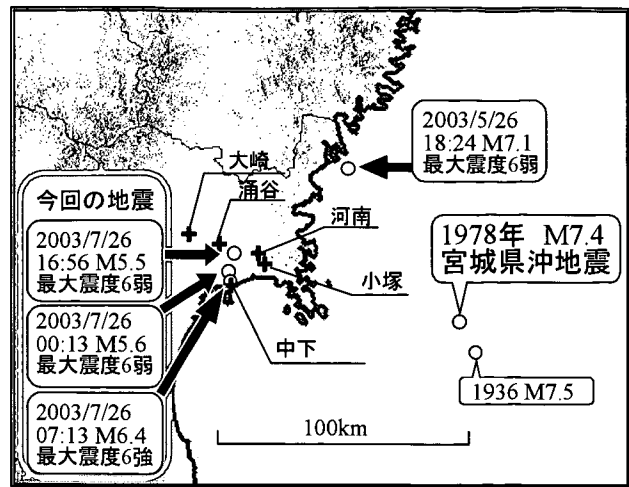 2003/5/26
18:24 M7.1
最大震度6弱
大崎
涌谷
河南
小塚
中下
今回の地震
2003/7/26
16:56 M5.5
最大震度6弱
2003/7/26
00:13 M5.6
最大震度6弱
2003/7/26
07:13 M6.4
最大震度6強
1978年 M7.4
宮城県沖地震
1936 M7.5
100km